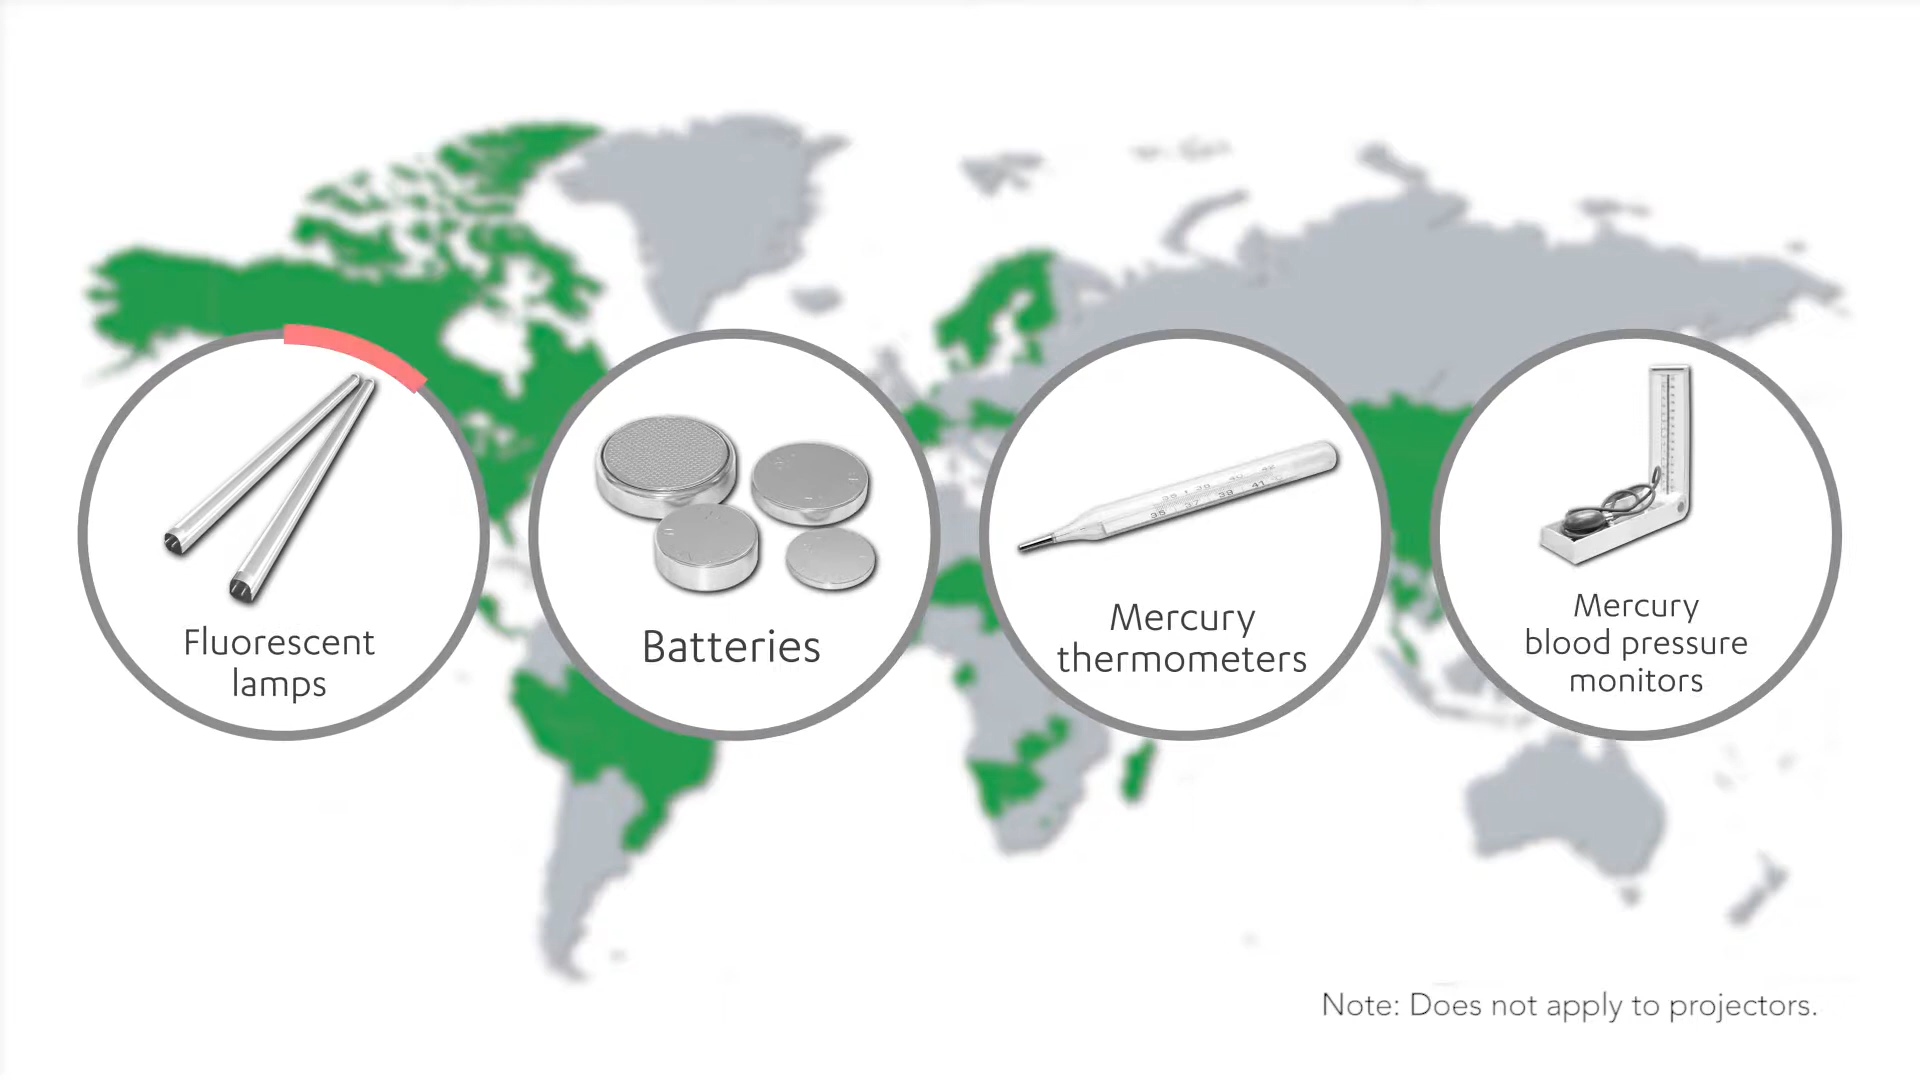 Fluorescent
lamps
Batteries
Mercury
thermometers
Mercury
blood pressure
monitors
Note: Does not apply to projectors.